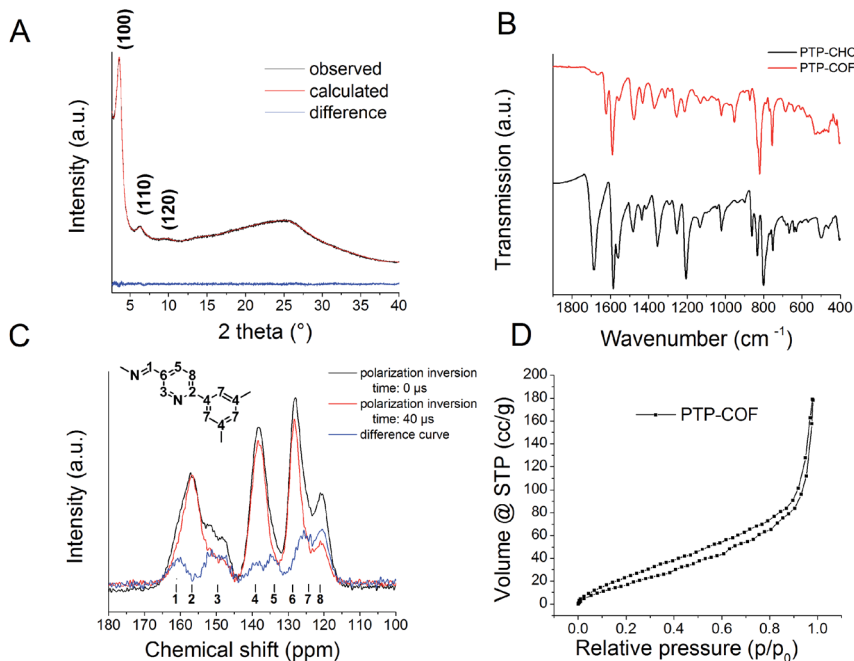 A
(100)
(110)
(120)
observed
calculated
difference
Intensity (a.u.)
5 10 15 20 25 30 35 40
2 theta (°)
B
PTP-CHO
PTP-COF
Transmission (a.u.)
1800 1600 1400 1200 1000 800 600 400
Wavenumber (cm -1)
C
N 1 5 6 8 3 N 2 4 7 7 4 7 4
polarization inversion
time: 0 µs
polarization inversion
time: 40 µs
difference curve
Intensity (a.u.)
1 2 3 4 5 6 7 8
180 170 160 150 140 130 120 110 100
Chemical shift (ppm)
D
PTP-COF
Volume @ STP (cc/g)
200
180
160
140
120
100
80
60
40
20
0
0.0 0.2 0.4 0.6 0.8 1.0
Relative pressure (p/p0)